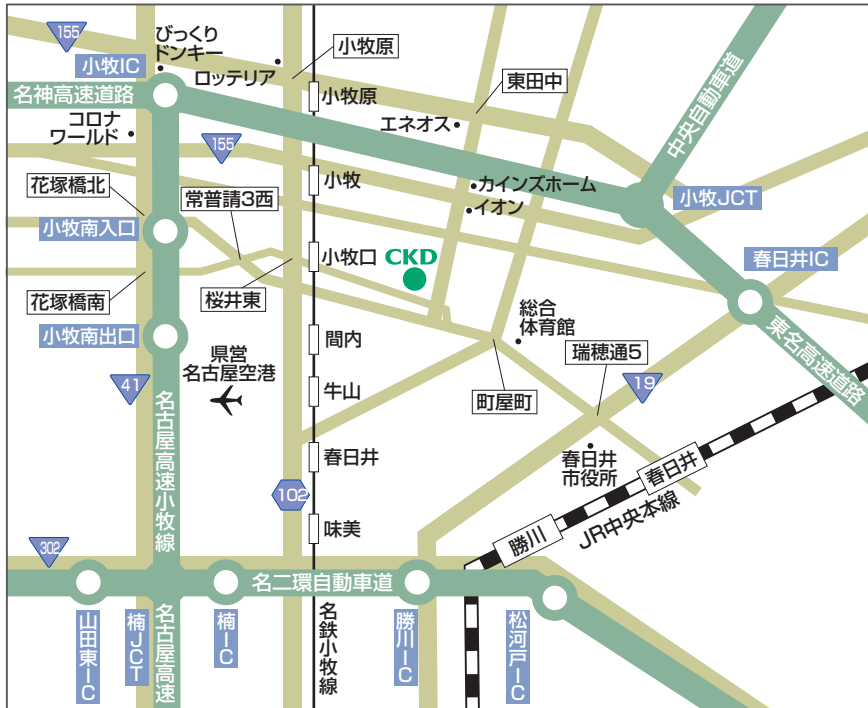 155
びっくり
ドンキー
小牧原
小牧IC
ロッテリア
名神高速道路
小牧原
東田中
中央自動車道
コロナ
ワールド
155
エネオス
花塚橋北
常普請3西
小牧
カインズホーム
イオン
小牧JCT
小牧南入口
小牧口
CKD
春日井IC
花塚橋南
桜井東
小牧南出口
間内
総合
体育館
瑞穂通5
東名高速道路
県営
名古屋空港
41
牛山
町屋町
19
名古屋高速小牧線
春日井
春日井
市役所
春日井
102
味美
勝川
JR中央本線
302
名二環自動車道
山田東IC
楠JCT
名古屋高速
楠IC
名鉄小牧線
勝川IC
松河戸IC